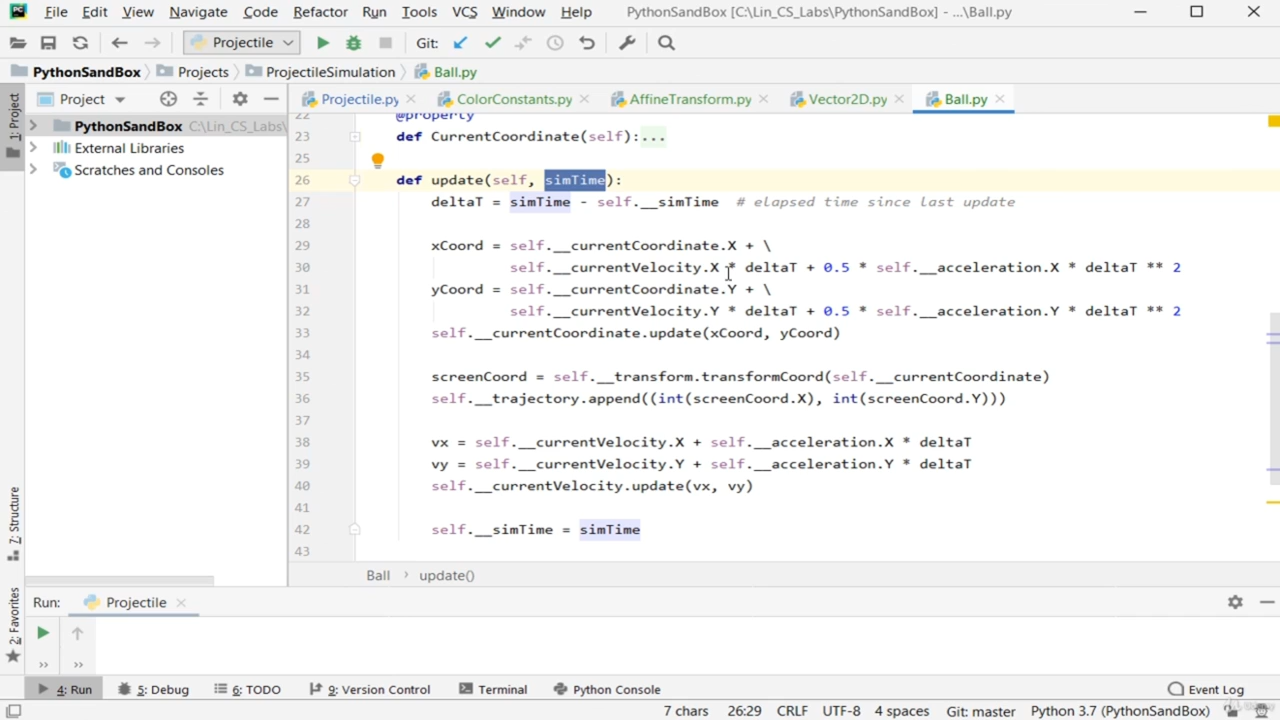 File Edit View Navigate Code Refactor Run Tools VCS Window Help PythonSandBox [C:\Lin_CS_Labs\PythonSandBox] - ...\Ball.py
Projectile Git:
PythonSandBox Projects ProjectileSimulation Ball.py
1: Project
Project
Projectile.py ColorConstants.py AffineTransform.py Vector2D.py Ball.py
PythonSandBox C:\Lin_CS_Labs\
External Libraries
Scratches and Consoles
22 @property
23 def CurrentCoordinate(self):...
25
26 def update(self, simTime):
27 deltaT = simTime - self.__simTime # elapsed time since last update
28
29 xCoord = self.__currentCoordinate.X + \
30 self.__currentVelocity.X * deltaT + 0.5 * self.__acceleration.X * deltaT ** 2
31 yCoord = self.__currentCoordinate.Y + \
32 self.__currentVelocity.Y * deltaT + 0.5 * self.__acceleration.Y * deltaT ** 2
33 self.__currentCoordinate.update(xCoord, yCoord)
34
35 screenCoord = self.__transform.transformCoord(self.__currentCoordinate)
36 self.__trajectory.append((int(screenCoord.X), int(screenCoord.Y)))
37
38 vx = self.__currentVelocity.X + self.__acceleration.X * deltaT
39 vy = self.__currentVelocity.Y + self.__acceleration.Y * deltaT
40 self.__currentVelocity.update(vx, vy)
41
42 self.__simTime = simTime
43
7: Structure
2: Favorites
Ball › update()
Run: Projectile
» »
4: Run 5: Debug 6: TODO 9: Version Control Terminal Python Console Event Log
7 chars 26:29 CRLF UTF-8 4 spaces Git: master Python 3.7 (PythonSandBox)